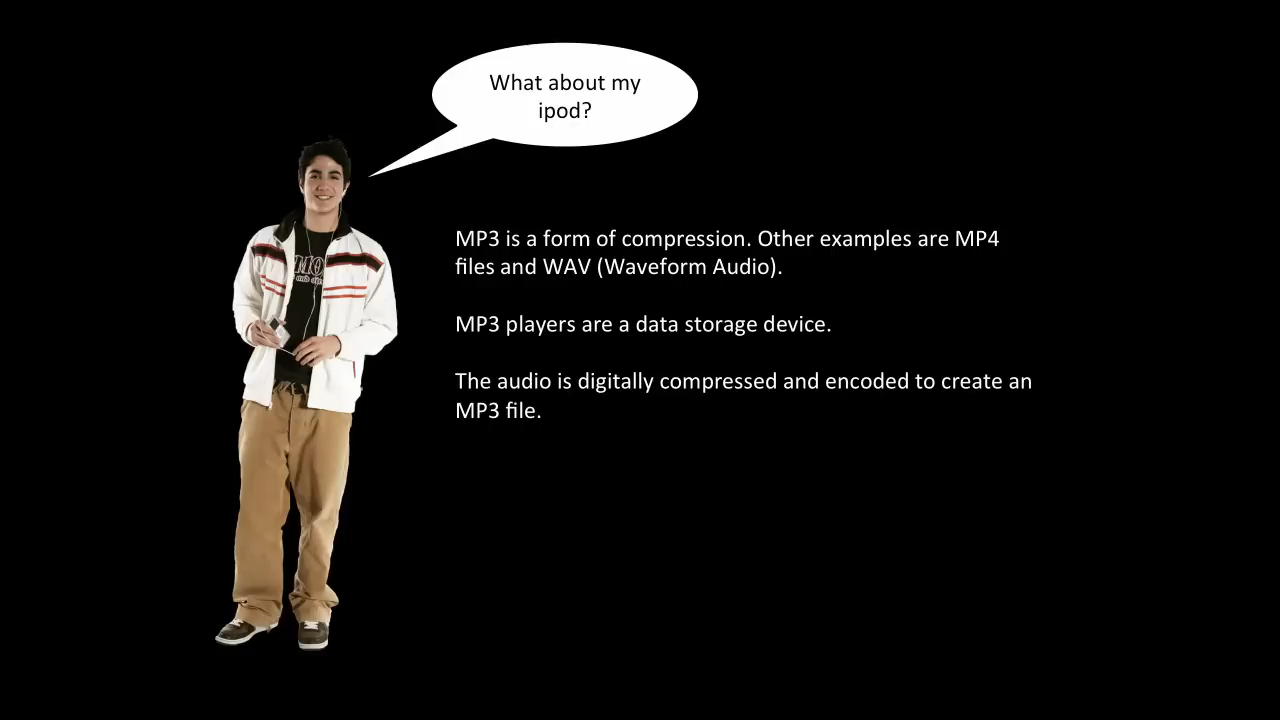 What about my
ipod?
MP3 is a form of compression. Other examples are MP4
files and WAV (Waveform Audio).
MP3 players are a data storage device.
The audio is digitally compressed and encoded to create an
MP3 file.